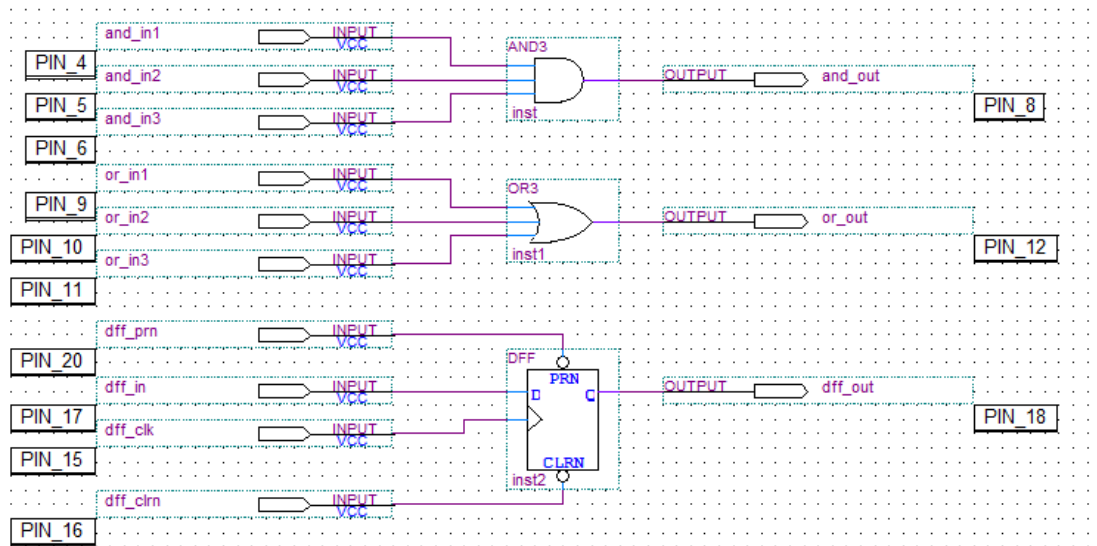 and_in1 INPUT VCC
AND3
PIN_4
and_in2 INPUT VCC
OUTPUT and_out
PIN_5
PIN_8
and_in3 INPUT VCC
inst
PIN_6
or_in1 INPUT VCC
OR3
PIN_9
or_in2 INPUT VCC
OUTPUT or_out
PIN_10
PIN_12
or_in3 INPUT VCC
inst1
PIN_11
dff_prn INPUT VCC
DFF
PIN_20
PRN
dff_in INPUT VCC
D Q
OUTPUT dff_out
PIN_17
PIN_18
dff_clk INPUT VCC
PIN_15
CLRN
inst2
dff_clrn INPUT VCC
PIN_16